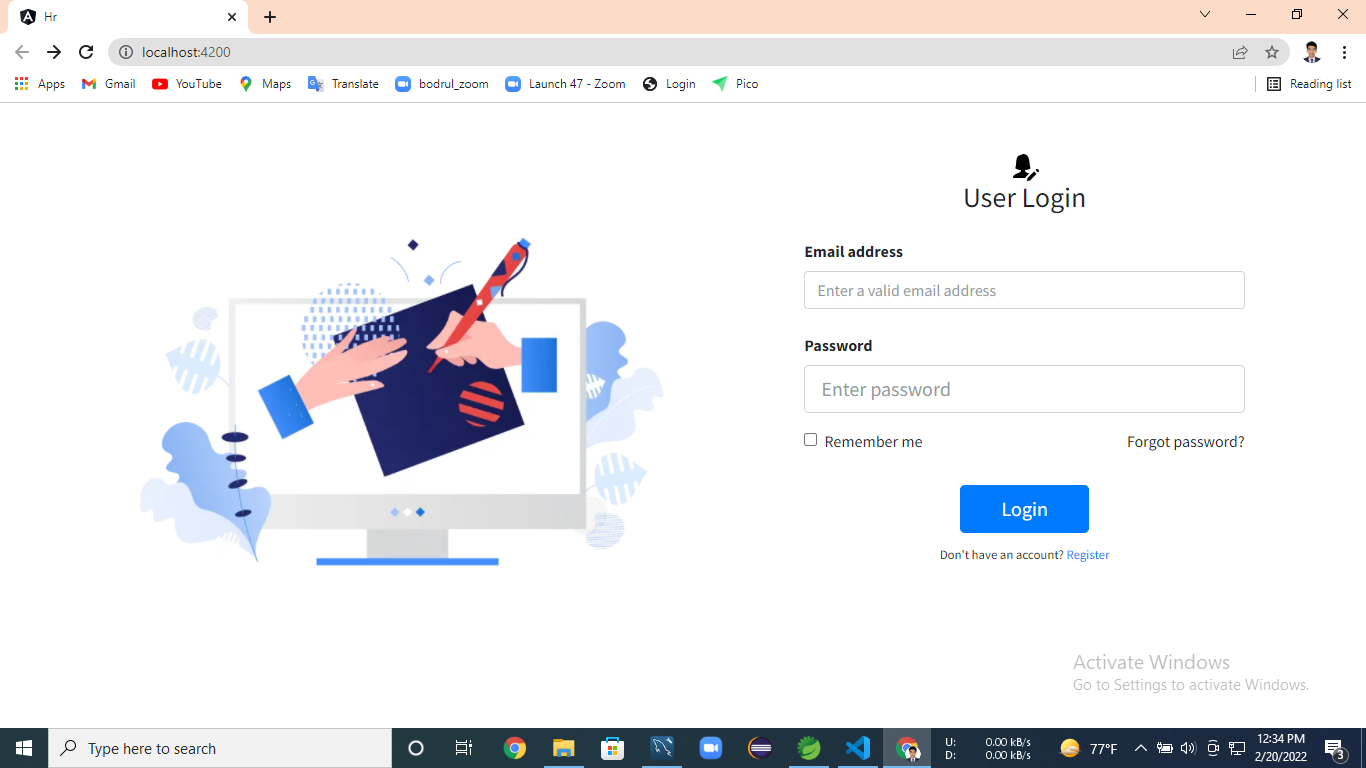 Hr
localhost:4200
Apps Gmail YouTube Maps Translate bodrul_zoom Launch 47 - Zoom Login Pico Reading list
User Login
Email address
Enter a valid email address
Password
Enter password
Remember me Forgot password?
Login
Don't have an account? Register
Activate Windows
Go to Settings to activate Windows.
Type here to search
U: 0.00 kB/s
D: 0.00 kB/s
77°F
12:34 PM
2/20/2022
3